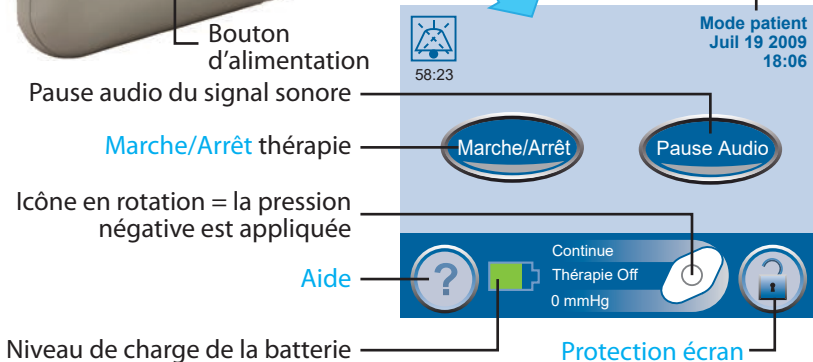 Bouton
d’alimentation
Pause audio du signal sonore
Marche/Arrêt thérapie
Icône en rotation = la pression
négative est appliquée
Aide
Niveau de charge de la batterie
58:23
Mode patient
Juil 19 2009
18:06
Marche/Arrêt
Pause Audio
?
Continue
Thérapie Off
0 mmHg
Protection écran